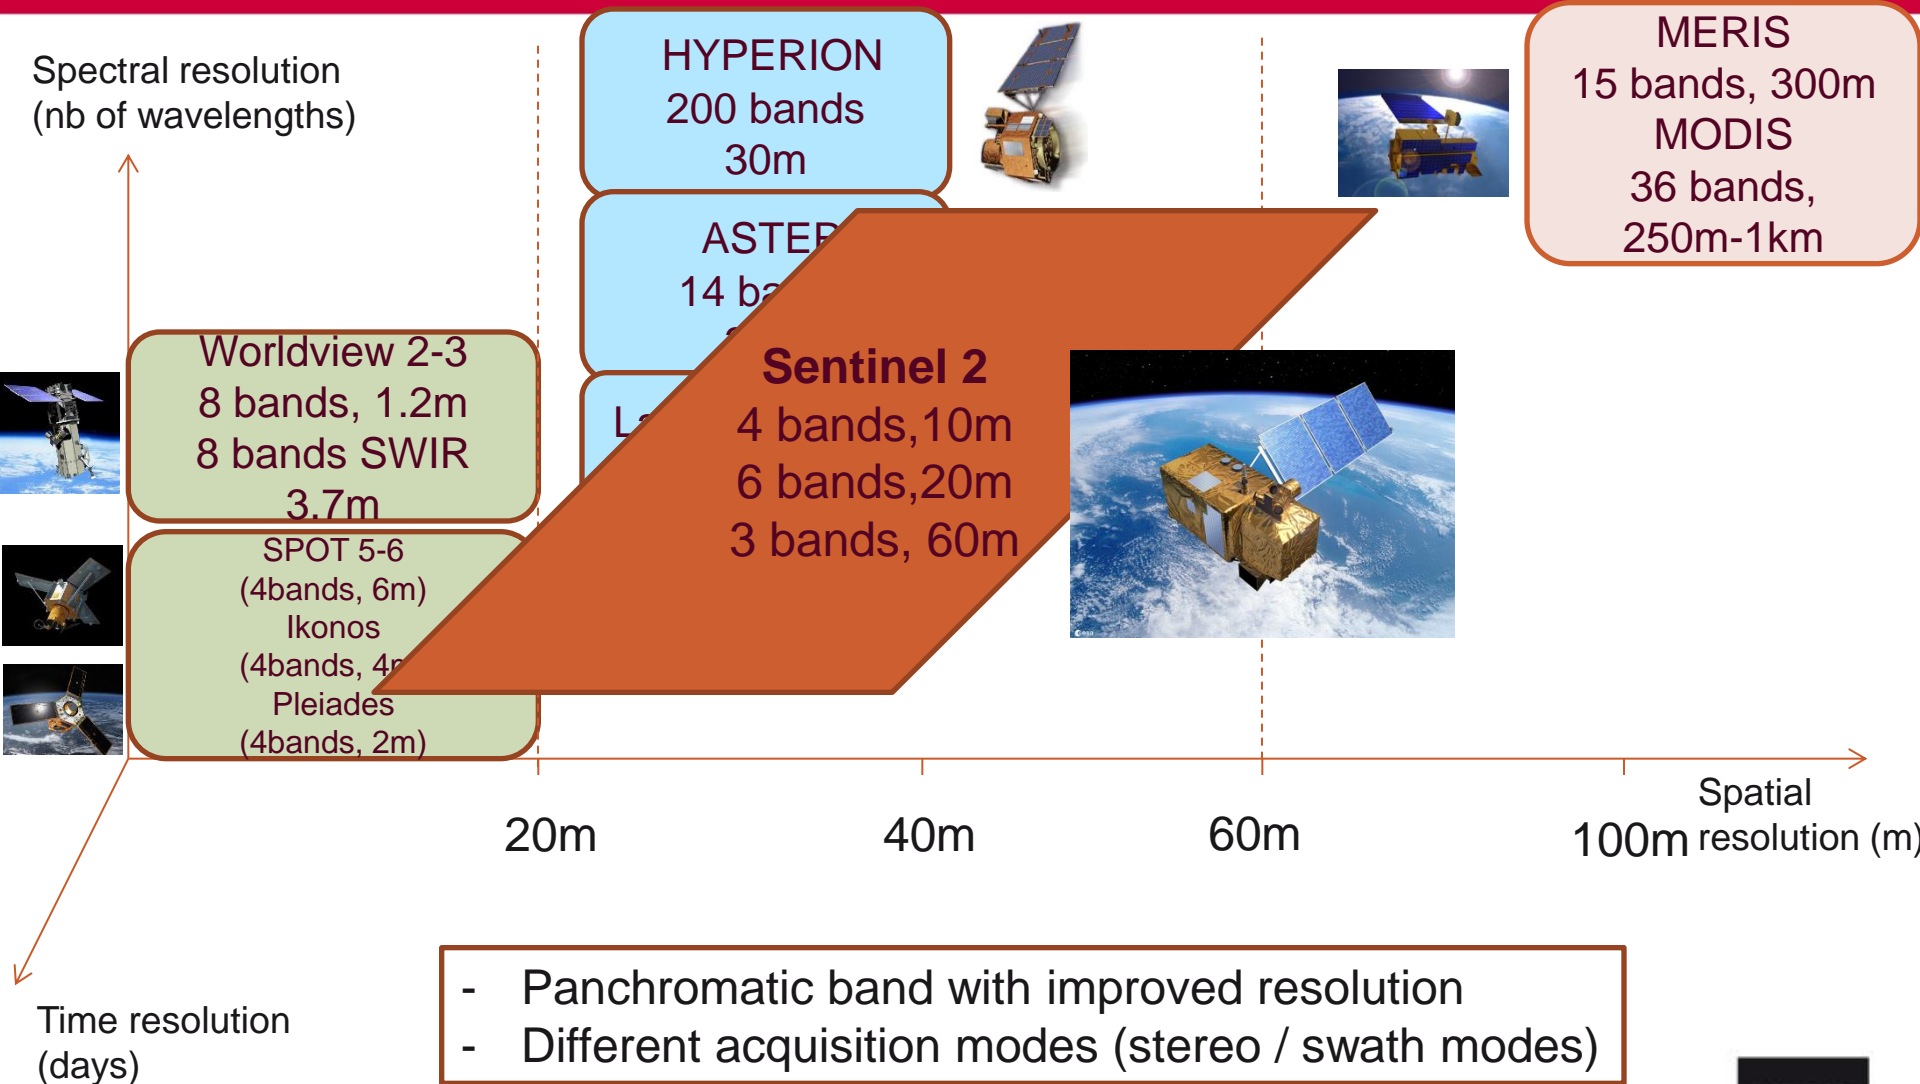 Spectral resolution
(nb of wavelengths)
HYPERION
200 bands
30m
MERIS
15 bands, 300m
MODIS
36 bands,
250m-1km
ASTER
14
Worldview 2-3
8 bands, 1.2m
8 bands SWIR
3.7m
Sentinel 2
4 bands,10m
6 bands,20m
3 bands, 60m
SPOT 5-6
(4bands, 6m)
Ikonos
(4bands,
Pleiades
(4bands, 2m)
esa
20m
40m
60m
100m
Spatial
resolution (m)
Time resolution
(days)
- Panchromatic band with improved resolution
- Different acquisition modes (stereo / swath modes)